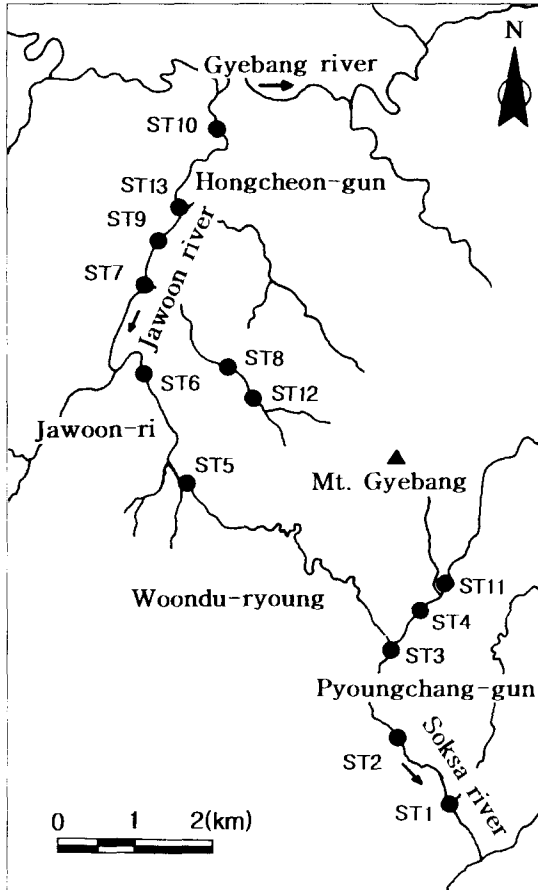 Gyebang river
N
ST10
Hongcheon-gun
ST13
ST9
Jawoon river
ST7
ST8
ST6
ST12
Jawoon-ri
ST5
Mt. Gyebang
ST11
Woondu-ryoung
ST4
ST3
Pyoungchang-gun
Soksa river
ST2
ST1
0 1 2(km)